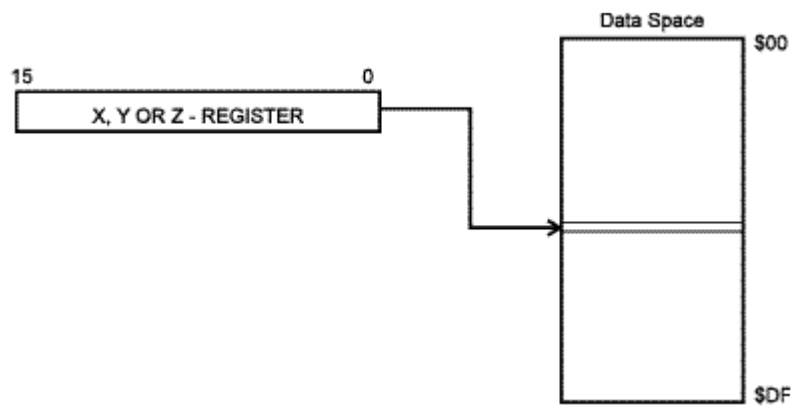 Data Space
$00
15 0
X, Y OR Z - REGISTER
$DF